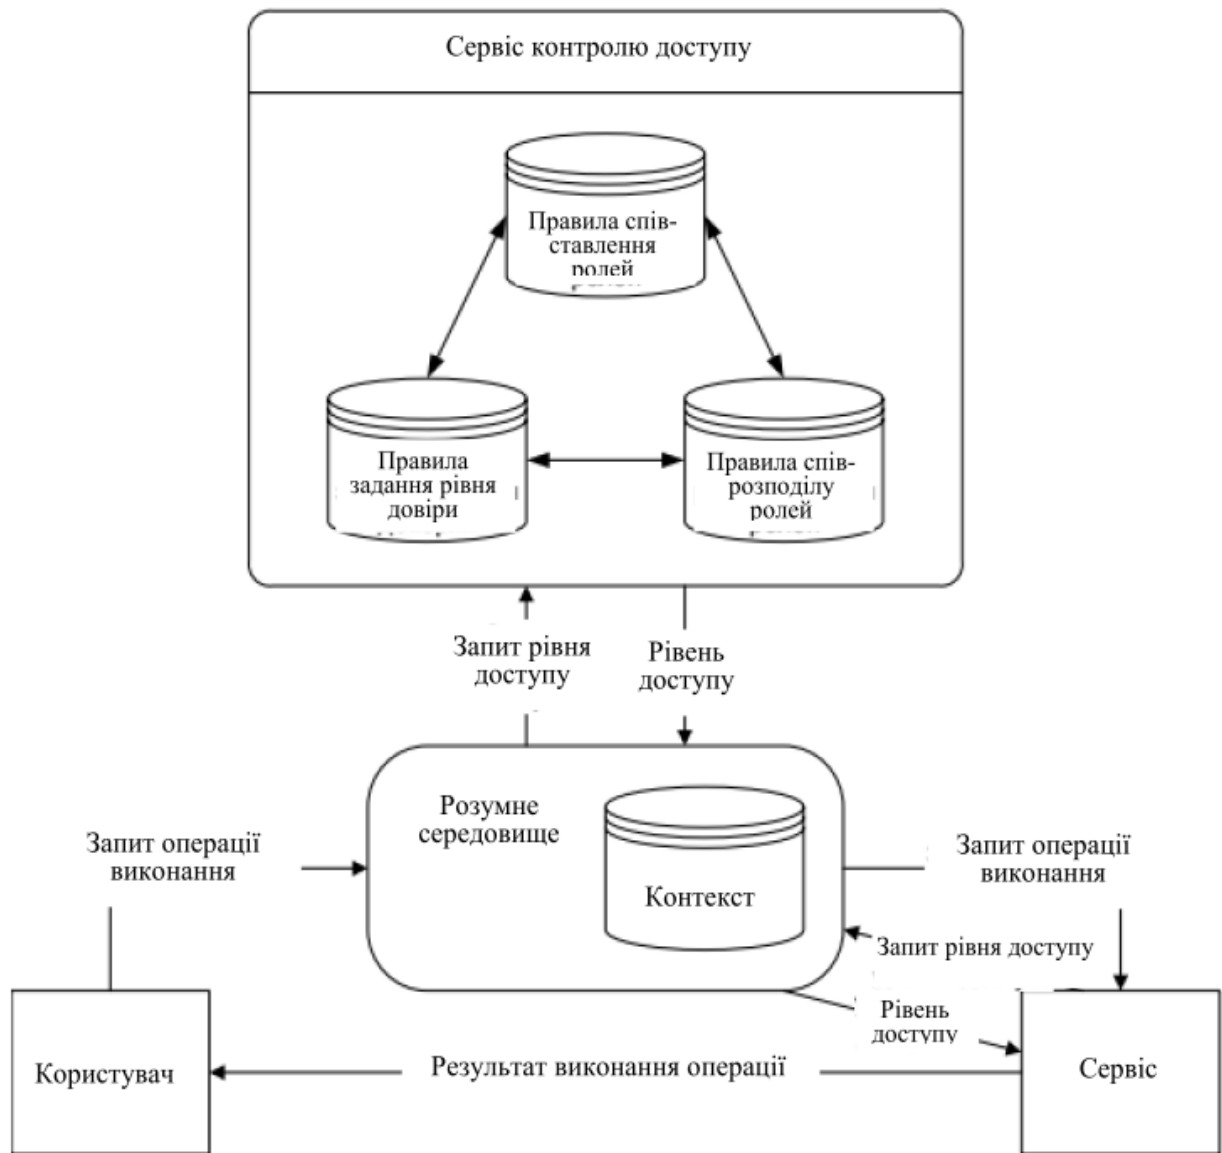 Сервіс контролю доступу
Правила спів-
ставлення
ролей
Правила
задання рівня
довіри
Правила спів-
розподілу
ролей
Запит рівня
доступу
Рівень
доступу
Розумне
середовище
Контекст
Запит операції
виконання
Запит операції
виконання
Запит рівня доступу
Рівень
доступу
Користувач
Результат виконання операції
Сервіс